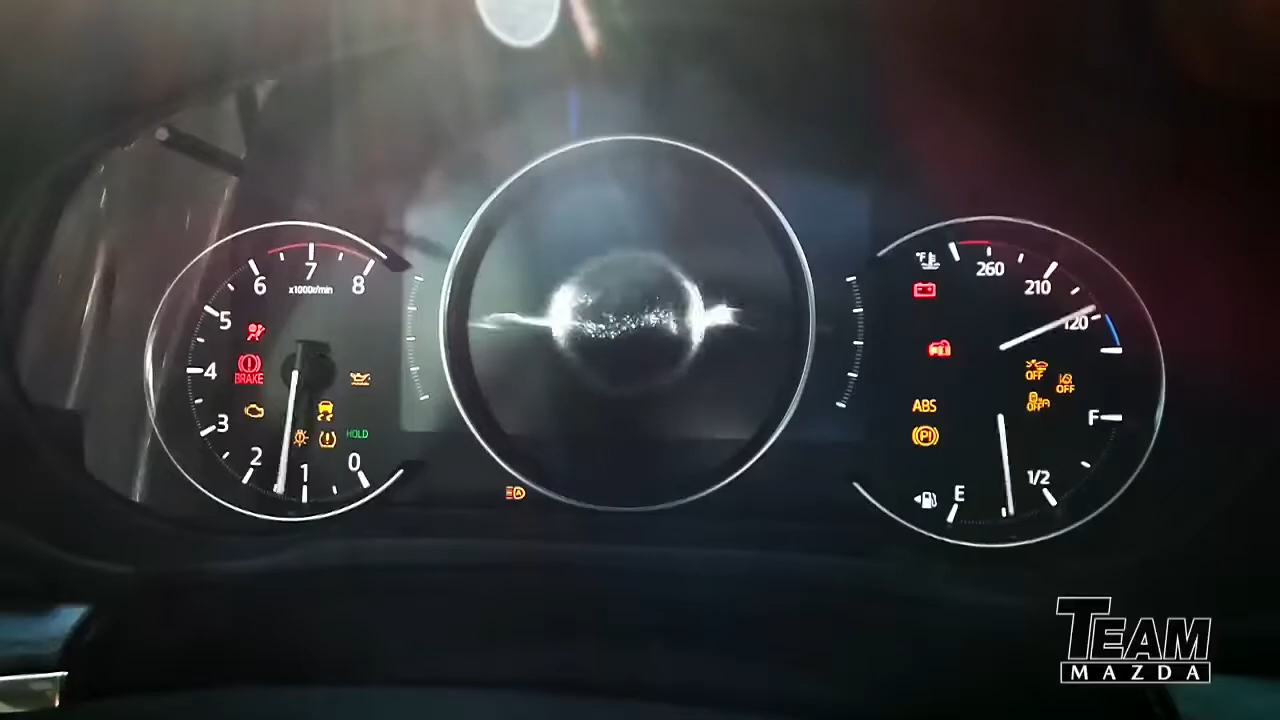 6 7 8
x1000r/min
5
4
3
2 1 0
BRAKE
HOLD
A
°F
260
210
120
OFF
OFF
OFF
ABS
(P!)
F
1/2
E
TEAM
MAZDA